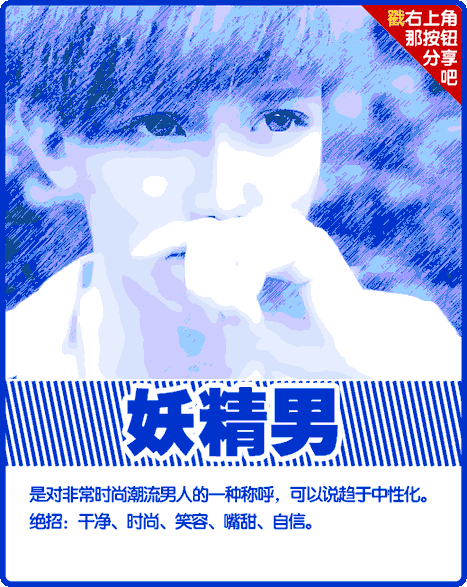 戳右上角
那按钮
分享
吧
妖精男
是对非常时尚潮流男人的一种称呼，可以说趋于中性化。
绝招：干净、时尚、笑容、嘴甜、自信。